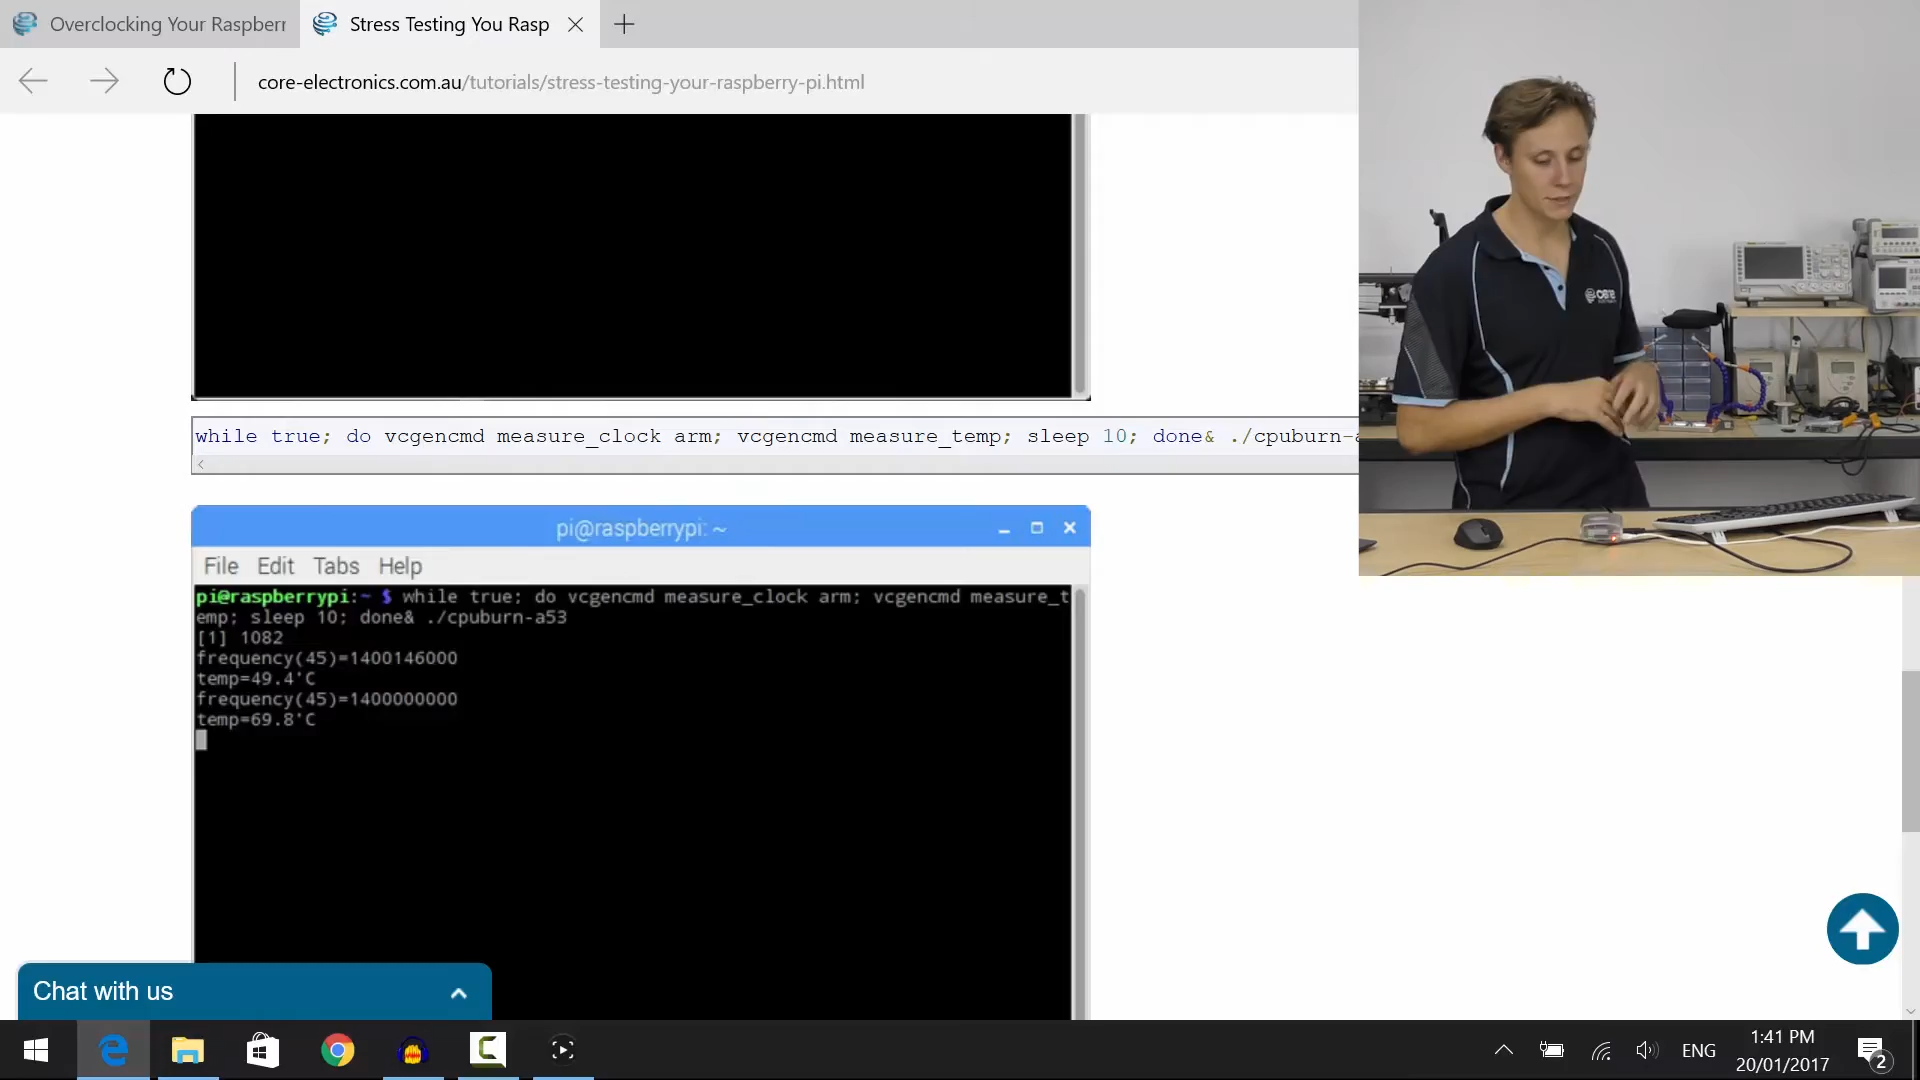 Overclocking Your Raspberr
Stress Testing You Rasp
core-electronics.com.au/tutorials/stress-testing-your-raspberry-pi.html
while true; do vcgencmd measure_clock arm; vcgencmd measure_temp; sleep 10; done& ./cpuburn-a
pi@raspberrypi: ~
File Edit Tabs Help
pi@raspberrypi:~ $ while true; do vcgencmd measure_clock arm; vcgencmd measure_t
emp; sleep 10; done& ./cpuburn-a53
[1] 1082
frequency(45)=1400146000
temp=49.4'C
frequency(45)=1400000000
temp=69.8'C
Chat with us
ENG
1:41 PM
20/01/2017
2